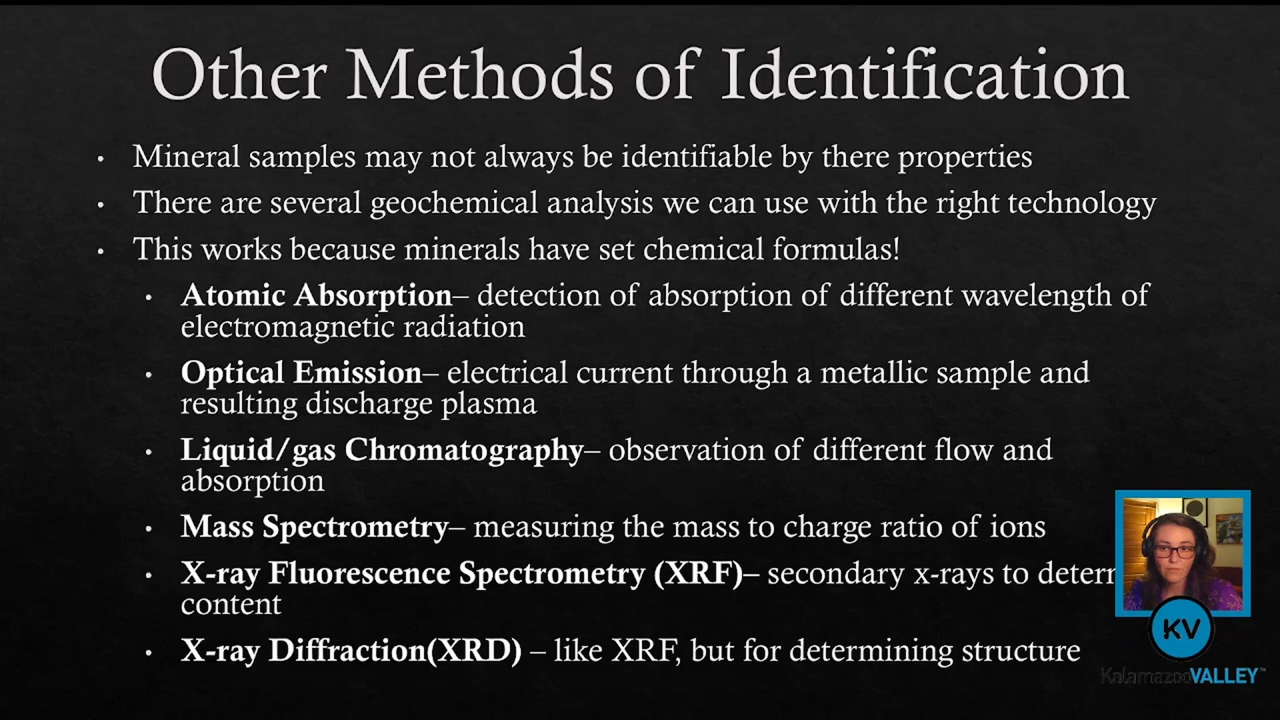 Other Methods of Identification
• Mineral samples may not always be identifiable by there properties
• There are several geochemical analysis we can use with the right technology
• This works because minerals have set chemical formulas!
• Atomic Absorption– detection of absorption of different wavelength of
electromagnetic radiation
• Optical Emission– electrical current through a metallic sample and
resulting discharge plasma
• Liquid/gas Chromatography– observation of different flow and
absorption
• Mass Spectrometry– measuring the mass to charge ratio of ions
• X-ray Fluorescence Spectrometry (XRF)– secondary x-rays to
content
• X-ray Diffraction(XRD) – like XRF, but for determining structure
KV
KalamazooVALLEY™